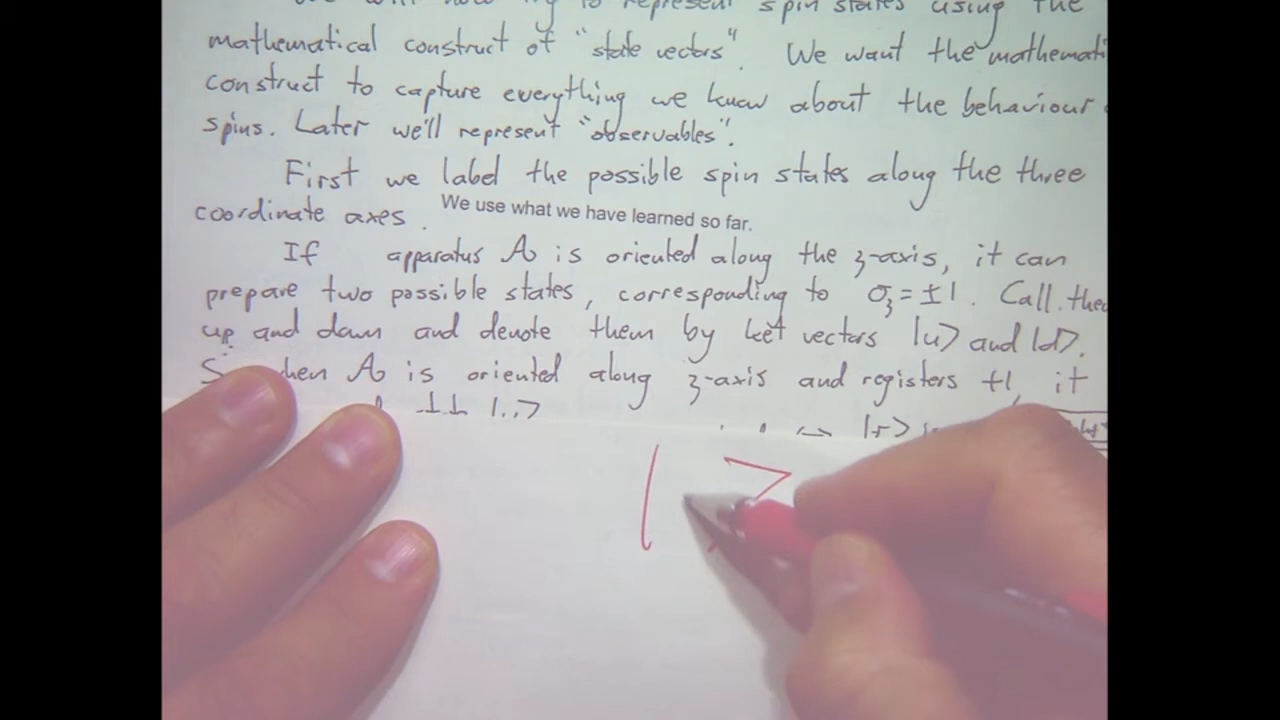 represent spin states using the
mathematical construct of "state vectors". We want the mathemati
construct to capture everything we know about the behaviour
spins. Later we'll represent "observables".
First we label the possible spin states along the three
coordinate axes. We use what we have learned so far.
If apparatus A is oriented along the z-axis, it can
prepare two possible states, corresponding to σz = ±1. Call
up and down and denote them by ket vectors |u> and |d>.
A is oriented along z-axis and registers +1, it
| >